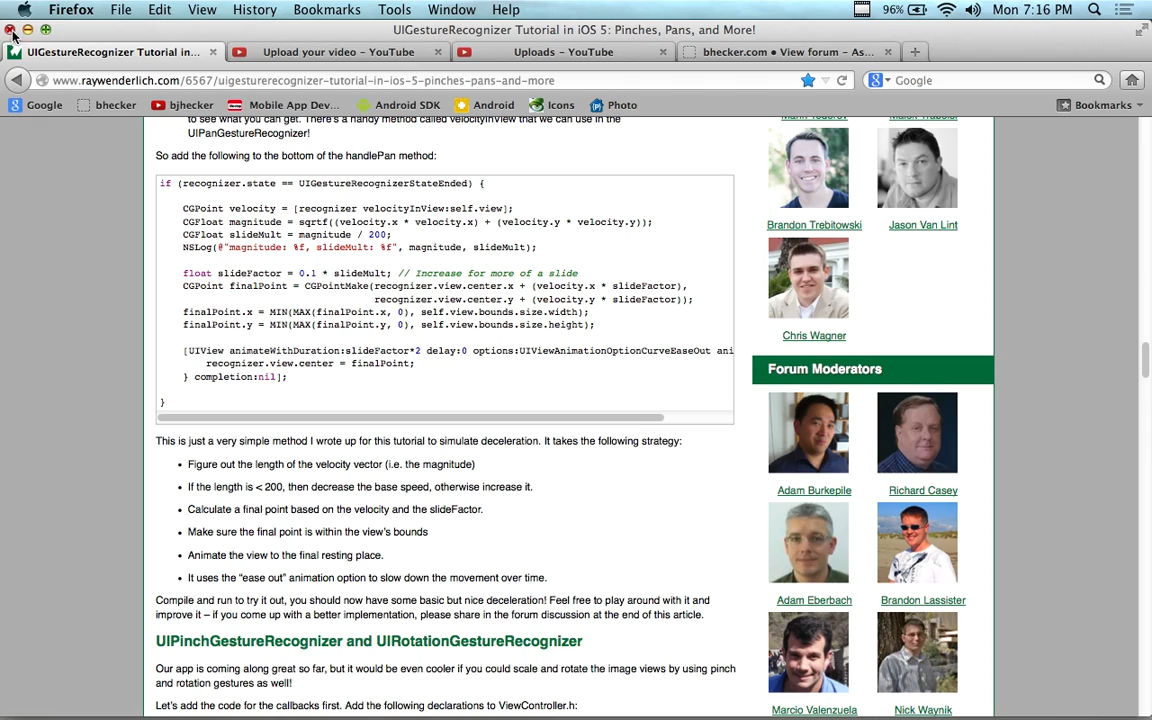 Firefox File Edit View History Bookmarks Tools Window Help 96% Mon 7:16 PM
UIGestureRecognizer Tutorial in iOS 5: Pinches, Pans, and More!
UIGestureRecognizer Tutorial in... Upload your video - YouTube Uploads - YouTube bhecker.com • View forum - As...
www.raywenderlich.com/6567/uigesturerecognizer-tutorial-in-ios-5-pinches-pans-and-more Google
Google bhecker bjhecker Mobile App Dev... Android SDK Android Icons Photo Bookmarks
to see what you can get. There's a handy method called velocityInView that we can use in the
UIPanGestureRecognizer!
So add the following to the bottom of the handlePan method:
if (recognizer.state == UIGestureRecognizerStateEnded) {
CGPoint velocity = [recognizer velocityInView:self.view];
CGFloat magnitude = sqrtf((velocity.x * velocity.x) + (velocity.y * velocity.y));
CGFloat slideMult = magnitude / 200;
NSLog(@"magnitude: %f, slideMult: %f", magnitude, slideMult);
float slideFactor = 0.1 * slideMult; // Increase for more of a slide
CGPoint finalPoint = CGPointMake(recognizer.view.center.x + (velocity.x * slideFactor),
recognizer.view.center.y + (velocity.y * slideFactor));
finalPoint.x = MIN(MAX(finalPoint.x, 0), self.view.bounds.size.width);
finalPoint.y = MIN(MAX(finalPoint.y, 0), self.view.bounds.size.height);
[UIView animateWithDuration:slideFactor*2 delay:0 options:UIViewAnimationOptionCurveEaseOut ani
recognizer.view.center = finalPoint;
} completion:nil];
}
This is just a very simple method I wrote up for this tutorial to simulate deceleration. It takes the following strategy:
• Figure out the length of the velocity vector (i.e. the magnitude)
• If the length is < 200, then decrease the base speed, otherwise increase it.
• Calculate a final point based on the velocity and the slideFactor.
• Make sure the final point is within the view's bounds
• Animate the view to the final resting place.
• It uses the "ease out" animation option to slow down the movement over time.
Compile and run to try it out, you should now have some basic but nice deceleration! Feel free to play around with it and
improve it – if you come up with a better implementation, please share in the forum discussion at the end of this article.
UIPinchGestureRecognizer and UIRotationGestureRecognizer
Our app is coming along great so far, but it would be even cooler if you could scale and rotate the image views by using pinch
and rotation gestures as well!
Let's add the code for the callbacks first. Add the following declarations to ViewController.h:
Brandon Trebitowski Jason Van Lint
Chris Wagner
Forum Moderators
Adam Burkepile Richard Casey
Adam Eberbach Brandon Lassister
Marcio Valenzuela Nick Waynik